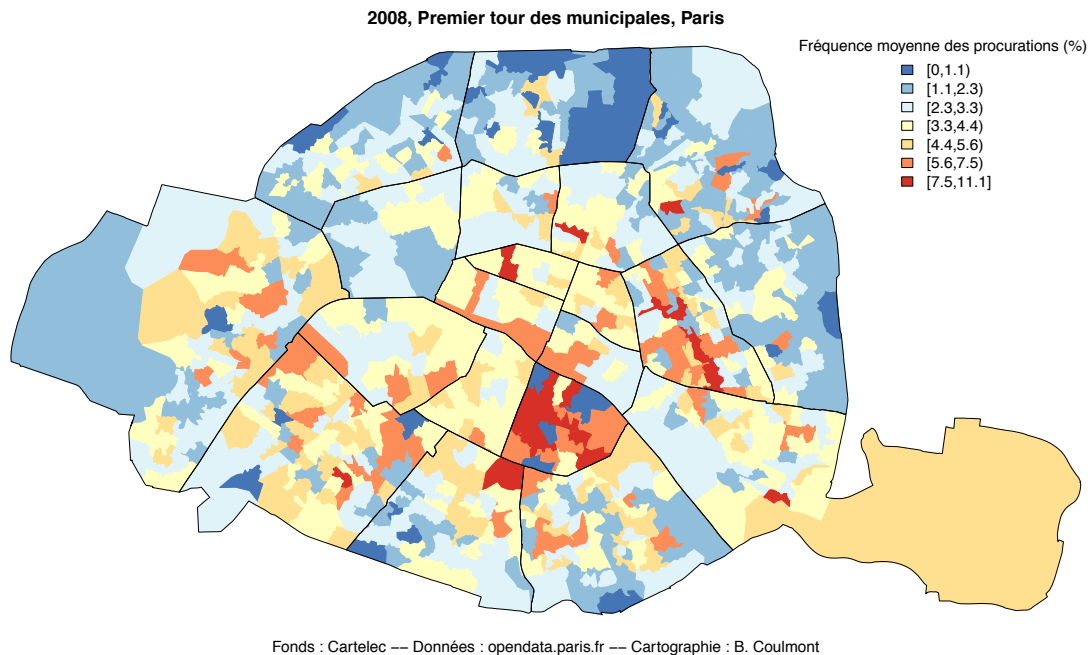 2008, Premier tour des municipales, Paris
Fréquence moyenne des procurations (%)
[0,1.1)
[1.1,2.3)
[2.3,3.3)
[3.3,4.4)
[4.4,5.6)
[5.6,7.5)
[7.5,11.1]
Fonds : Cartelec −− Données : opendata.paris.fr −− Cartographie : B. Coulmont